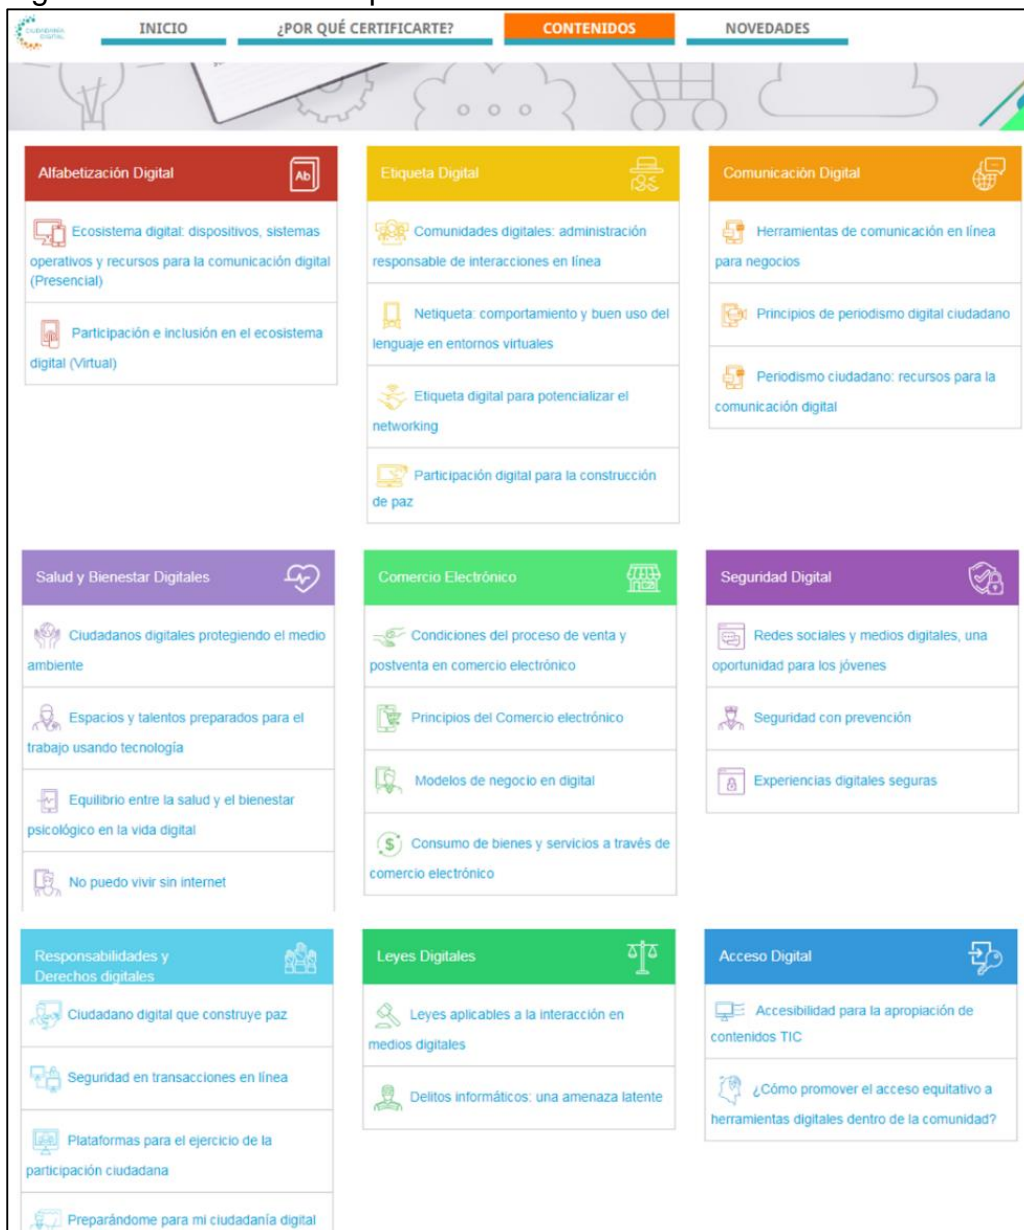 CIUDADANÍA
DIGITAL
INICIO
¿POR QUÉ CERTIFICARTE?
CONTENIDOS
NOVEDADES
Alfabetización Digital
Ab
Ecosistema digital: dispositivos, sistemas
operativos y recursos para la comunicación digital
(Presencial)
Participación e inclusión en el ecosistema
digital (Virtual)
Etiqueta Digital
Comunidades digitales: administración
responsable de interacciones en línea
Netiqueta: comportamiento y buen uso del
lenguaje en entornos virtuales
Etiqueta digital para potencializar el
networking
Participación digital para la construcción
de paz
Comunicación Digital
Herramientas de comunicación en línea
para negocios
Principios de periodismo digital ciudadano
Periodismo ciudadano: recursos para la
comunicación digital
Salud y Bienestar Digitales
Ciudadanos digitales protegiendo el medio
ambiente
Espacios y talentos preparados para el
trabajo usando tecnología
Equilibrio entre la salud y el bienestar
psicológico en la vida digital
No puedo vivir sin internet
Comercio Electrónico
Condiciones del proceso de venta y
postventa en comercio electrónico
Principios del Comercio electrónico
Modelos de negocio en digital
$
Consumo de bienes y servicios a través de
comercio electrónico
Seguridad Digital
Redes sociales y medios digitales, una
oportunidad para los jóvenes
Seguridad con prevención
Experiencias digitales seguras
Responsabilidades y
Derechos digitales
Ciudadano digital que construye paz
Seguridad en transacciones en línea
Plataformas para el ejercicio de la
participación ciudadana
Preparándome para mi ciudadanía digital
Leyes Digitales
Leyes aplicables a la interacción en
medios digitales
Delitos informáticos: una amenaza latente
Acceso Digital
Accesibilidad para la apropiación de
contenidos TIC
¿Cómo promover el acceso equitativo a
herramientas digitales dentro de la comunidad?